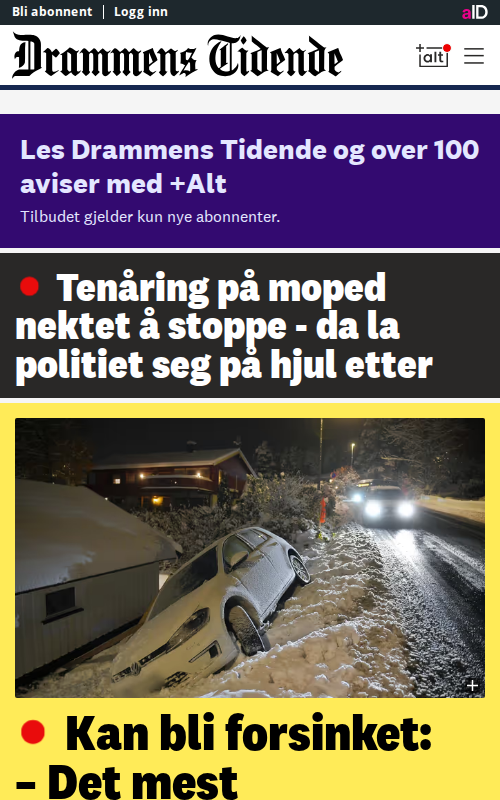 Bli abonnent | Logg inn
aID
Drammens Tidende
+alt
Les Drammens Tidende og over 100
aviser med +Alt
Tilbudet gjelder kun nye abonnenter.
Tenåring på moped
nektet å stoppe - da la
politiet seg på hjul etter
Kan bli forsinket:
– Det mest